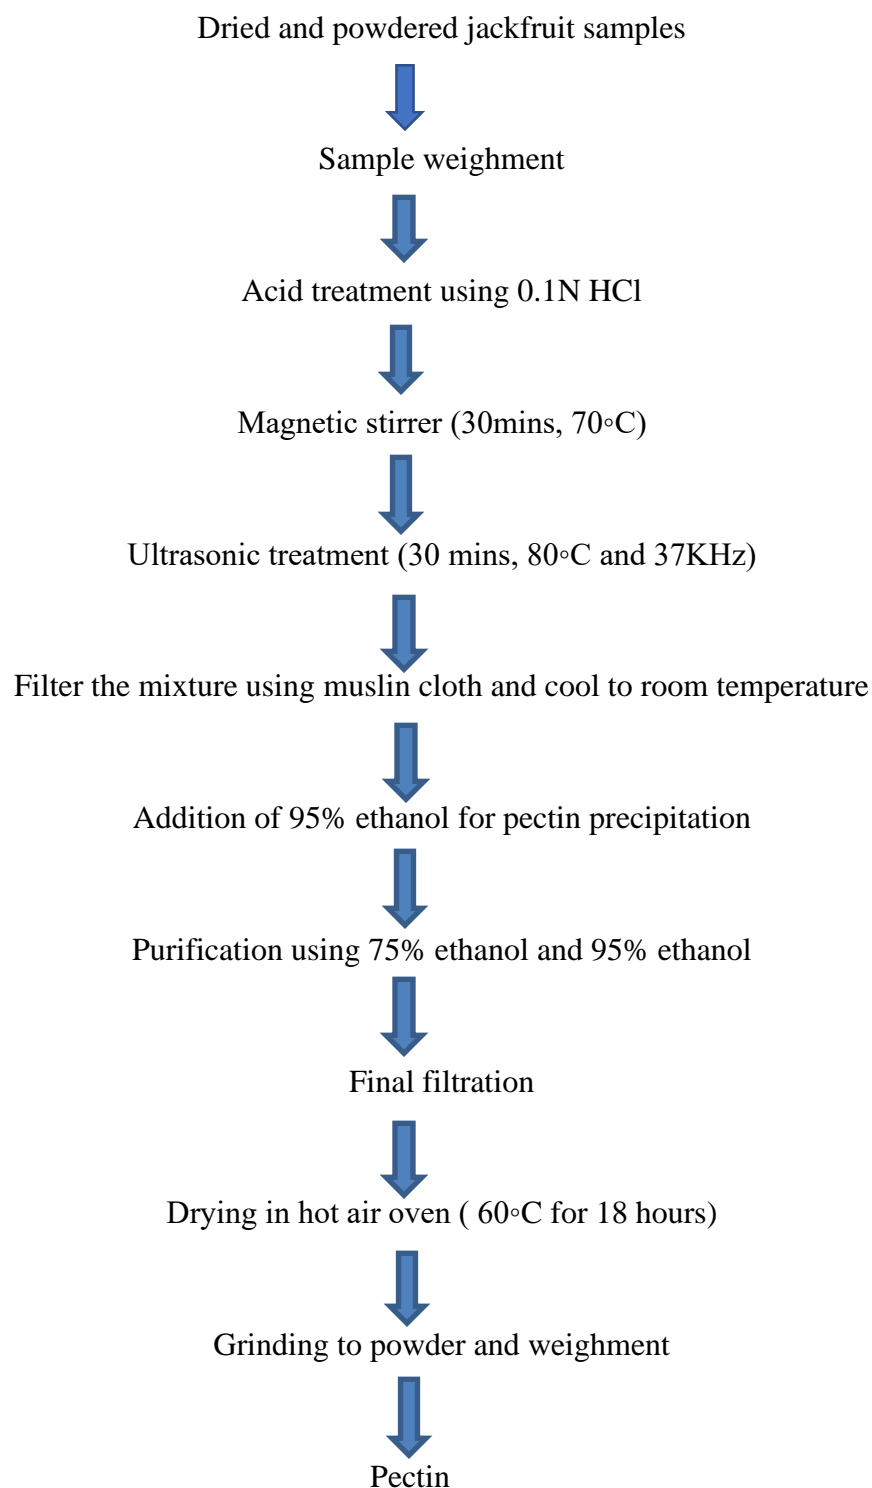 Dried and powdered jackfruit samples
Sample weighment
Acid treatment using 0.1N HCl
Magnetic stirrer (30mins, 70◦C)
Ultrasonic treatment (30 mins, 80◦C and 37KHz)
Filter the mixture using muslin cloth and cool to room temperature
Addition of 95% ethanol for pectin precipitation
Purification using 75% ethanol and 95% ethanol
Final filtration
Drying in hot air oven ( 60◦C for 18 hours)
Grinding to powder and weighment
Pectin